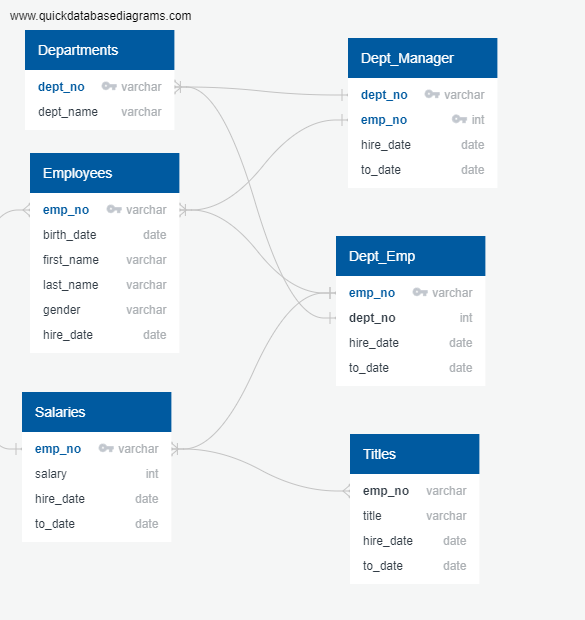 www.quickdatabasediagrams.com
Departments
dept_no varchar
dept_name varchar
Employees
emp_no varchar
birth_date date
first_name varchar
last_name varchar
gender varchar
hire_date date
Salaries
emp_no varchar
salary int
hire_date date
to_date date
Dept_Manager
dept_no varchar
emp_no int
hire_date date
to_date date
Dept_Emp
emp_no varchar
dept_no int
hire_date date
to_date date
Titles
emp_no varchar
title varchar
hire_date date
to_date date